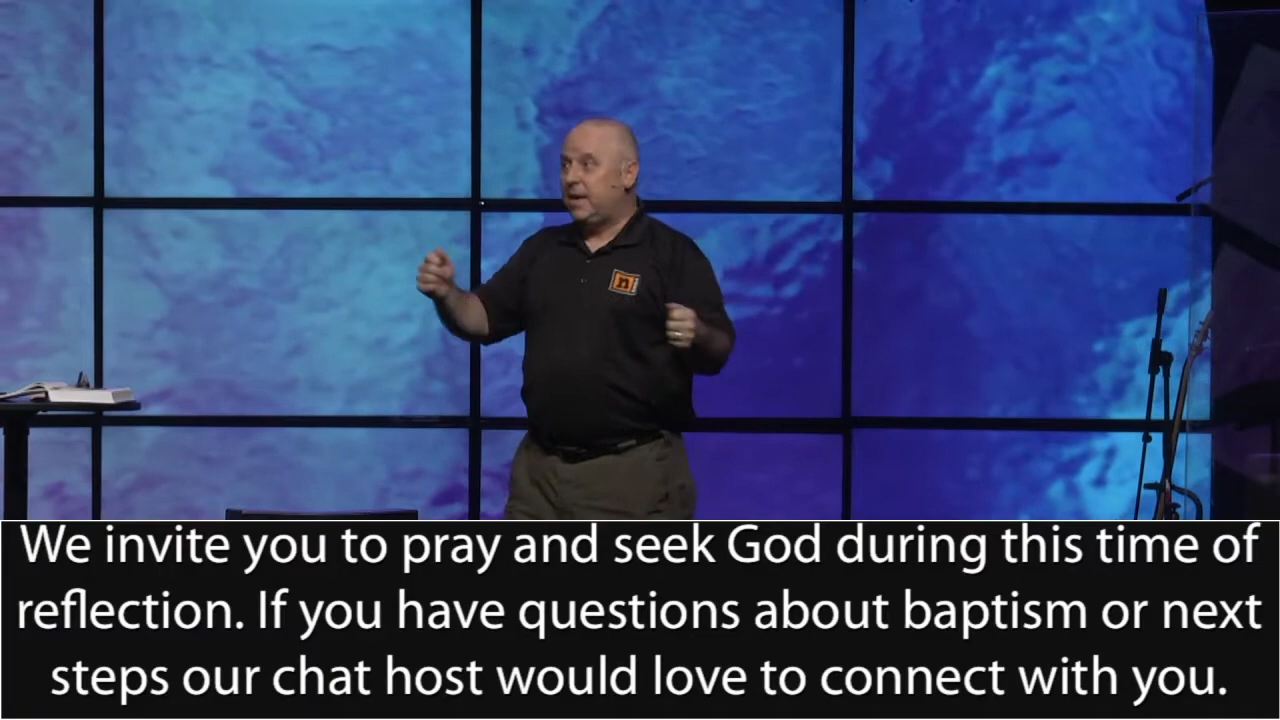 n
We invite you to pray and seek God during this time of
reflection. If you have questions about baptism or next
steps our chat host would love to connect with you.